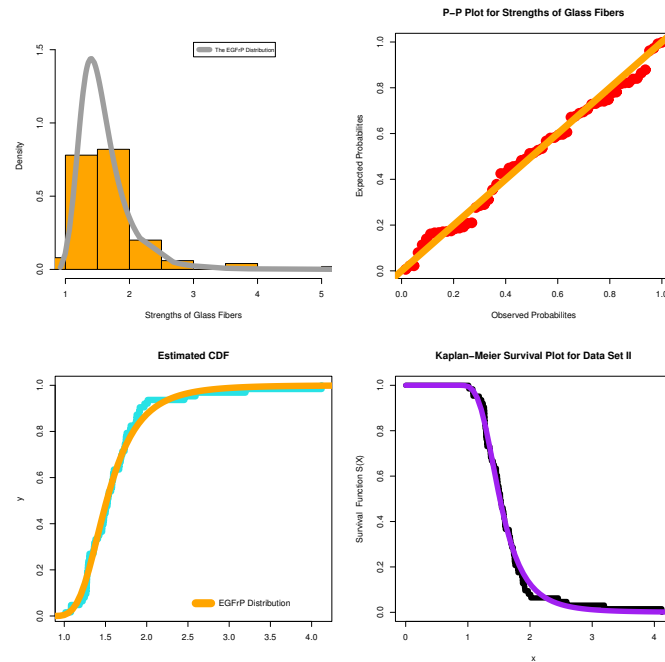 P−P Plot for Strengths of Glass Fibers
The EGFrP Distribution
Density
0.0 0.5 1.0 1.5
1 2 3 4 5
Strengths of Glass Fibers
Expected Probabilites
0.0 0.2 0.4 0.6 0.8 1.0
0.0 0.2 0.4 0.6 0.8 1.0
Observed Probabilites
Estimated CDF
y
0.0 0.2 0.4 0.6 0.8 1.0
EGFrP Distribution
1.0 1.5 2.0 2.5 3.0 3.5 4.0
Kaplan−Meier Survival Plot for Data Set II
Survival Function S(X)
0.0 0.2 0.4 0.6 0.8 1.0
0 1 2 3 4
x